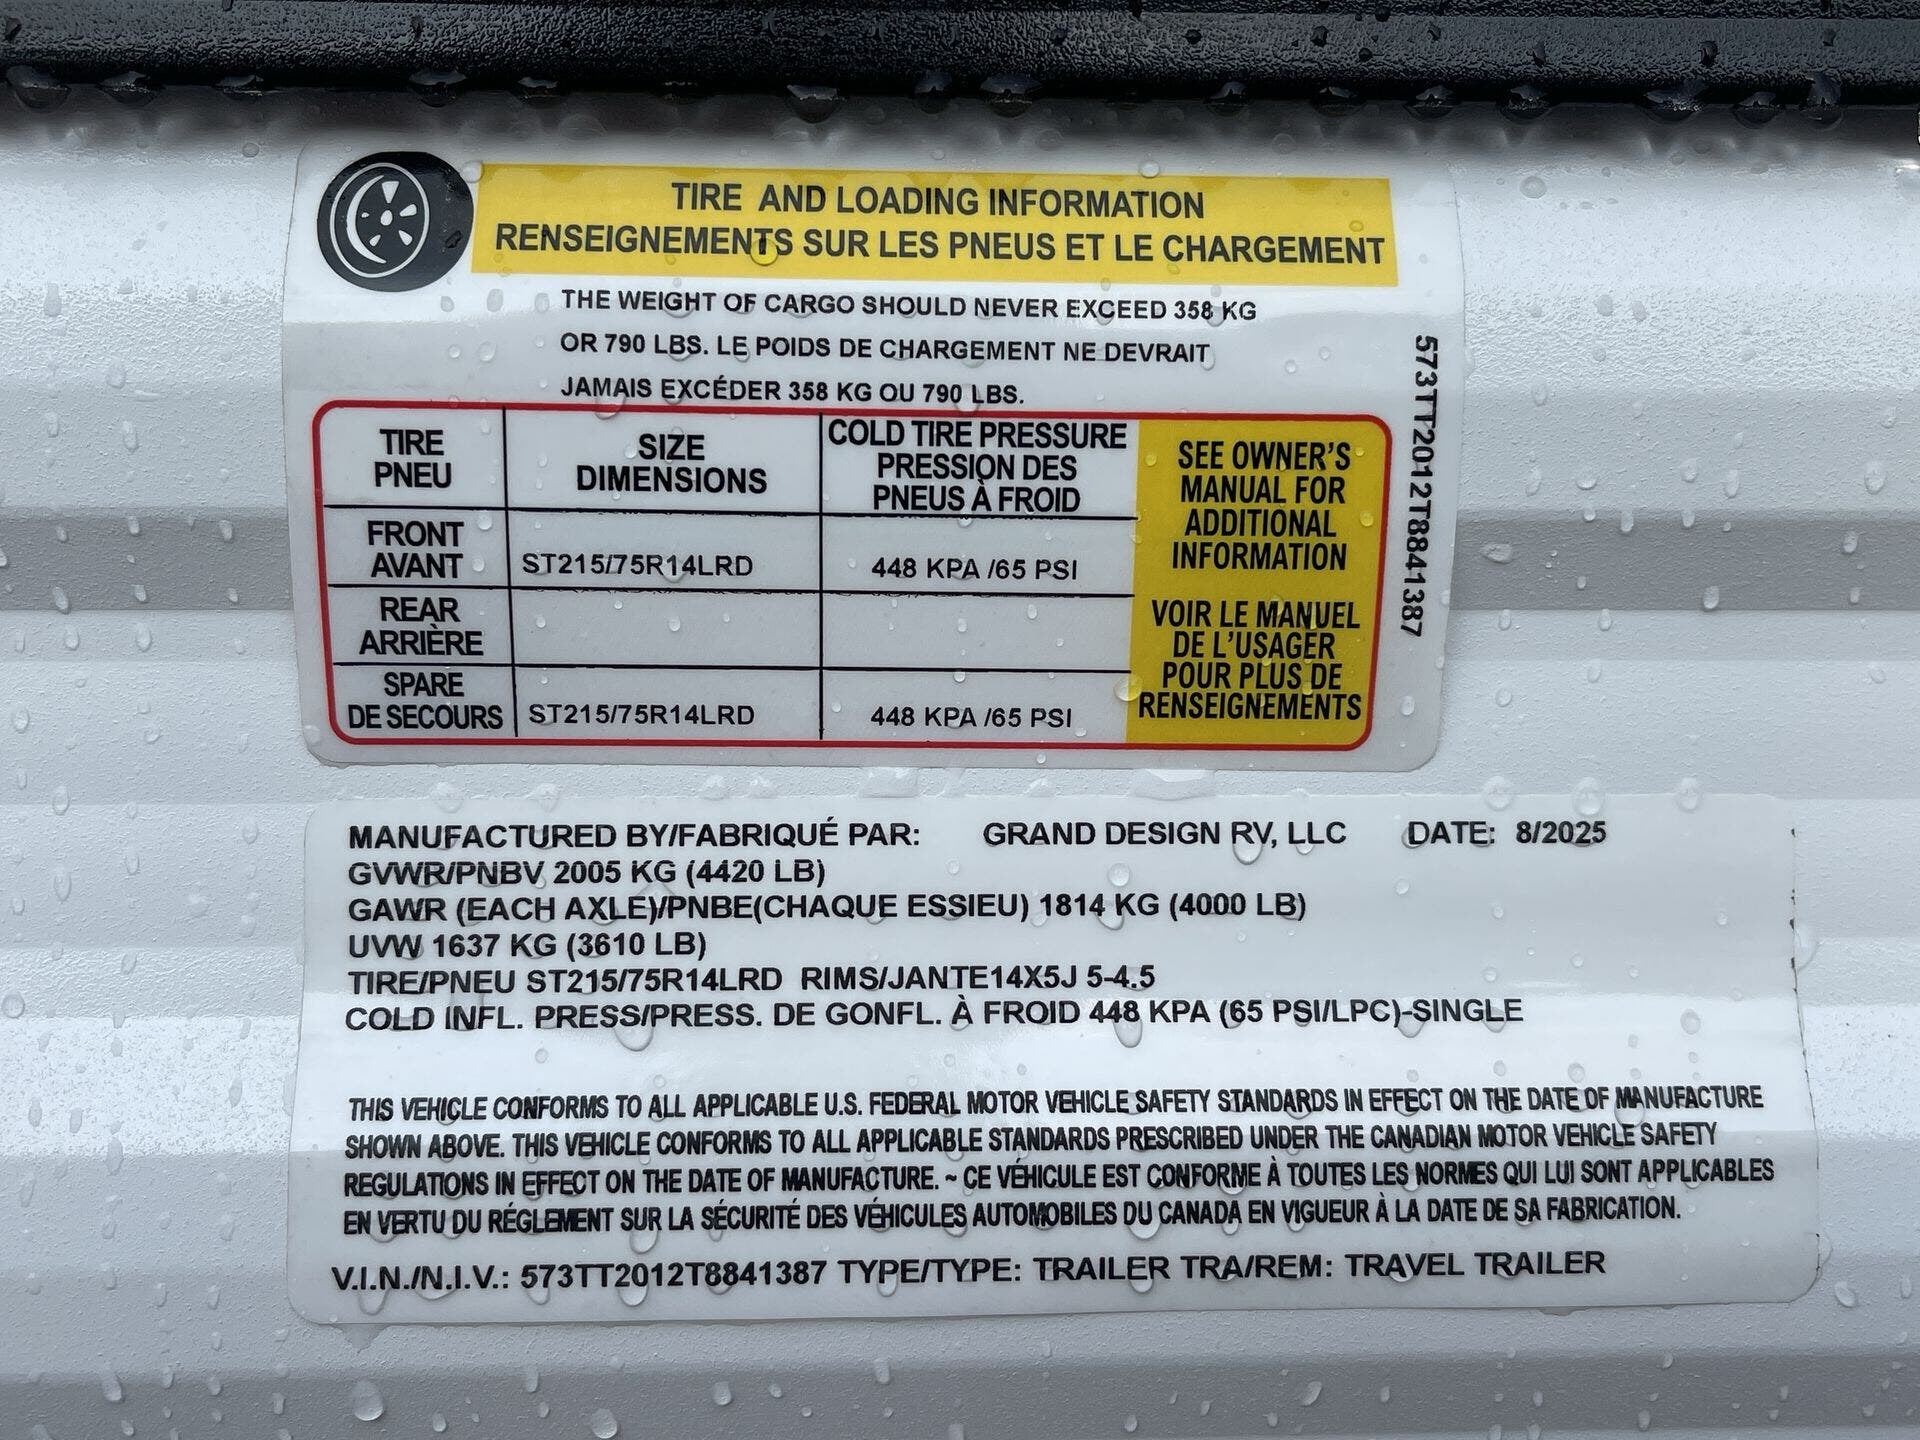 TIRE AND LOADING INFORMATION
RENSEIGNEMENTS SUR LES PNEUS ET LE CHARGEMENT
THE WEIGHT OF CARGO SHOULD NEVER EXCEED 358 KG
OR 790 LBS. LE POIDS DE CHARGEMENT NE DEVRAIT
JAMAIS EXCÉDER 358 KG OU 790 LBS.
TIRE
PNEU
SIZE
DIMENSIONS
COLD TIRE PRESSURE
PRESSION DES
PNEUS À FROID
FRONT
AVANT
ST215/75R14LRD
448 KPA /65 PSI
REAR
ARRIÈRE
SPARE
DE SECOURS
ST215/75R14LRD
448 KPA /65 PSI
SEE OWNER'S
MANUAL FOR
ADDITIONAL
INFORMATION
VOIR LE MANUEL
DE L'USAGER
POUR PLUS DE
RENSEIGNEMENTS
573TT2012T8841387
MANUFACTURED BY/FABRIQUÉ PAR: GRAND DESIGN RV, LLC DATE: 8/2025
GVWR/PNBV 2005 KG (4420 LB)
GAWR (EACH AXLE)/PNBE(CHAQUE ESSIEU) 1814 KG (4000 LB)
UVW 1637 KG (3610 LB)
TIRE/PNEU ST215/75R14LRD RIMS/JANTE14X5J 5-4.5
COLD INFL. PRESS/PRESS. DE GONFL. À FROID 448 KPA (65 PSI/LPC)-SINGLE
THIS VEHICLE CONFORMS TO ALL APPLICABLE U.S. FEDERAL MOTOR VEHICLE SAFETY STANDARDS IN EFFECT ON THE DATE OF MANUFACTURE
SHOWN ABOVE. THIS VEHICLE CONFORMS TO ALL APPLICABLE STANDARDS PRESCRIBED UNDER THE CANADIAN MOTOR VEHICLE SAFETY
REGULATIONS IN EFFECT ON THE DATE OF MANUFACTURE. ~ CE VÉHICULE EST CONFORME À TOUTES LES NORMES QUI LUI SONT APPLICABLES
EN VERTU DU RÉGLEMENT SUR LA SÉCURITÉ DES VÉHICULES AUTOMOBILES DU CANADA EN VIGUEUR À LA DATE DE SA FABRICATION.
V.I.N./N.I.V.: 573TT2012T8841387 TYPE/TYPE: TRAILER TRA/REM: TRAVEL TRAILER